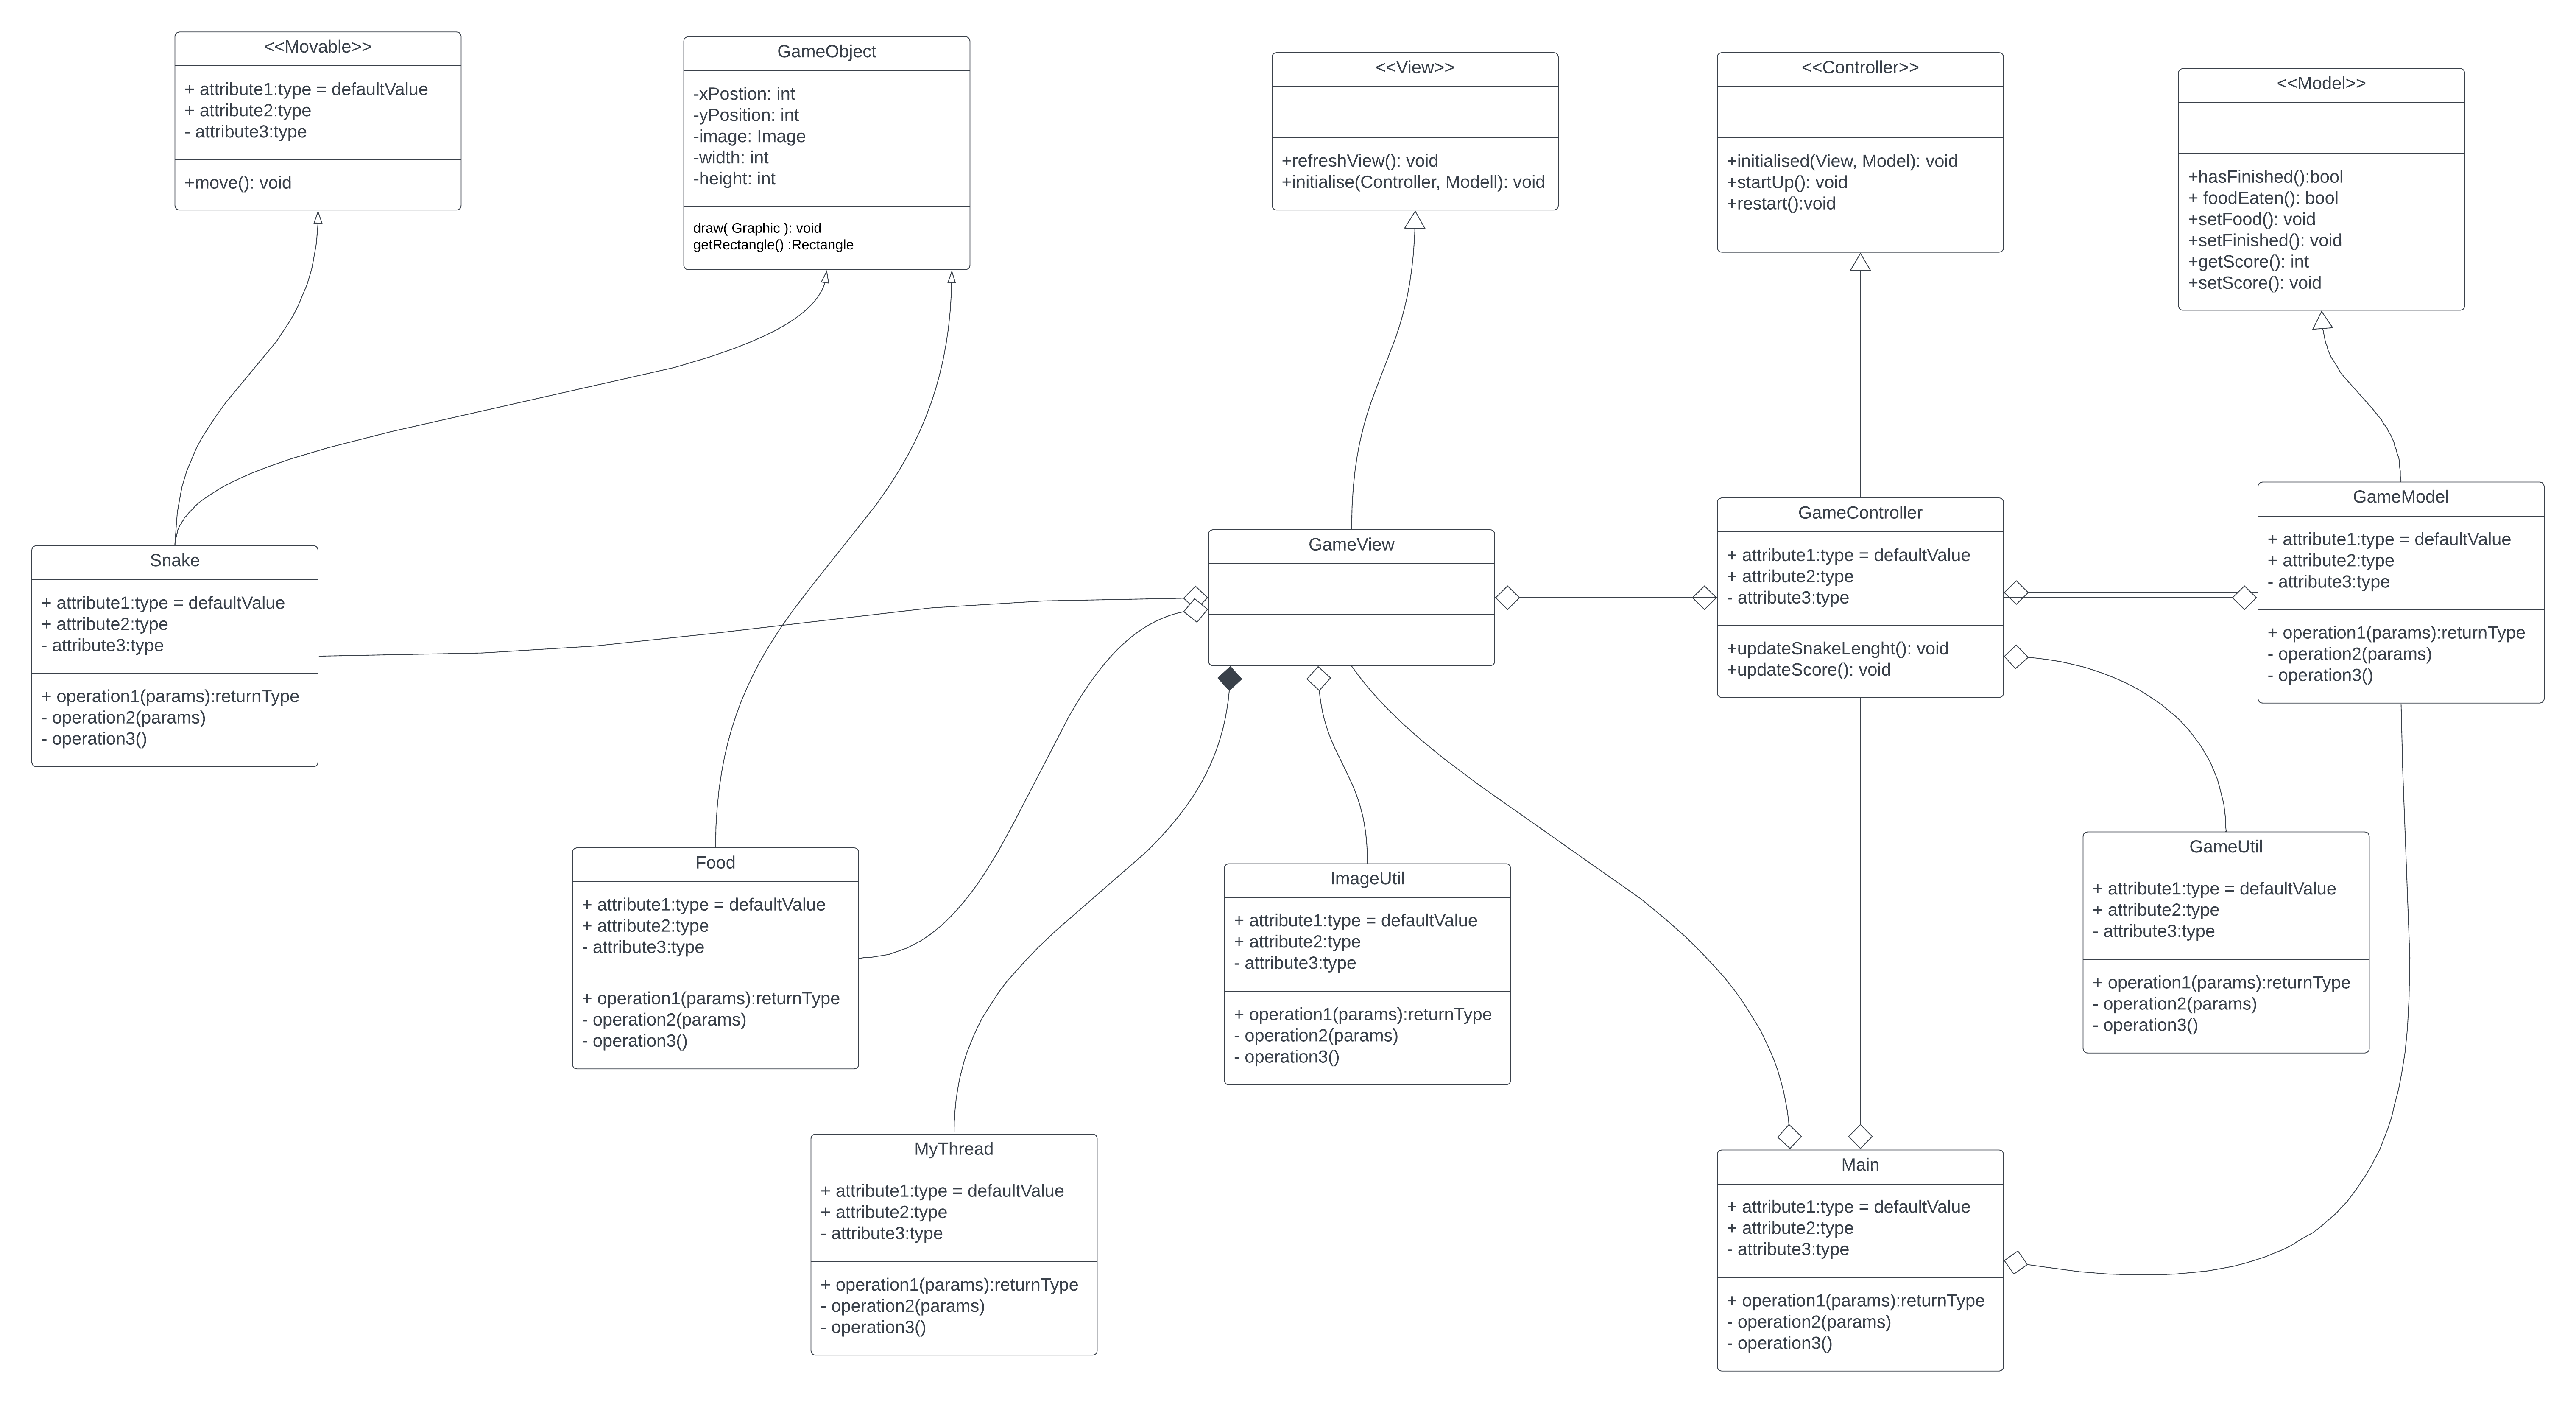 <<Movable>>
+ attribute1:type = defaultValue
+ attribute2:type
- attribute3:type
+move(): void
GameObject
-xPostion: int
-yPosition: int
-image: Image
-width: int
-height: int
draw( Graphic ): void
getRectangle() :Rectangle
<<View>>
+refreshView(): void
+initialise(Controller, Modell): void
<<Controller>>
+initialised(View, Model): void
+startUp(): void
+restart():void
<<Model>>
+hasFinished():bool
+ foodEaten(): bool
+setFood(): void
+setFinished(): void
+getScore(): int
+setScore(): void
Snake
+ attribute1:type = defaultValue
+ attribute2:type
- attribute3:type
+ operation1(params):returnType
- operation2(params)
- operation3()
GameView
GameController
+ attribute1:type = defaultValue
+ attribute2:type
- attribute3:type
+updateSnakeLenght(): void
+updateScore(): void
GameModel
+ attribute1:type = defaultValue
+ attribute2:type
- attribute3:type
+ operation1(params):returnType
- operation2(params)
- operation3()
Food
+ attribute1:type = defaultValue
+ attribute2:type
- attribute3:type
+ operation1(params):returnType
- operation2(params)
- operation3()
ImageUtil
+ attribute1:type = defaultValue
+ attribute2:type
- attribute3:type
+ operation1(params):returnType
- operation2(params)
- operation3()
GameUtil
+ attribute1:type = defaultValue
+ attribute2:type
- attribute3:type
+ operation1(params):returnType
- operation2(params)
- operation3()
MyThread
+ attribute1:type = defaultValue
+ attribute2:type
- attribute3:type
+ operation1(params):returnType
- operation2(params)
- operation3()
Main
+ attribute1:type = defaultValue
+ attribute2:type
- attribute3:type
+ operation1(params):returnType
- operation2(params)
- operation3()